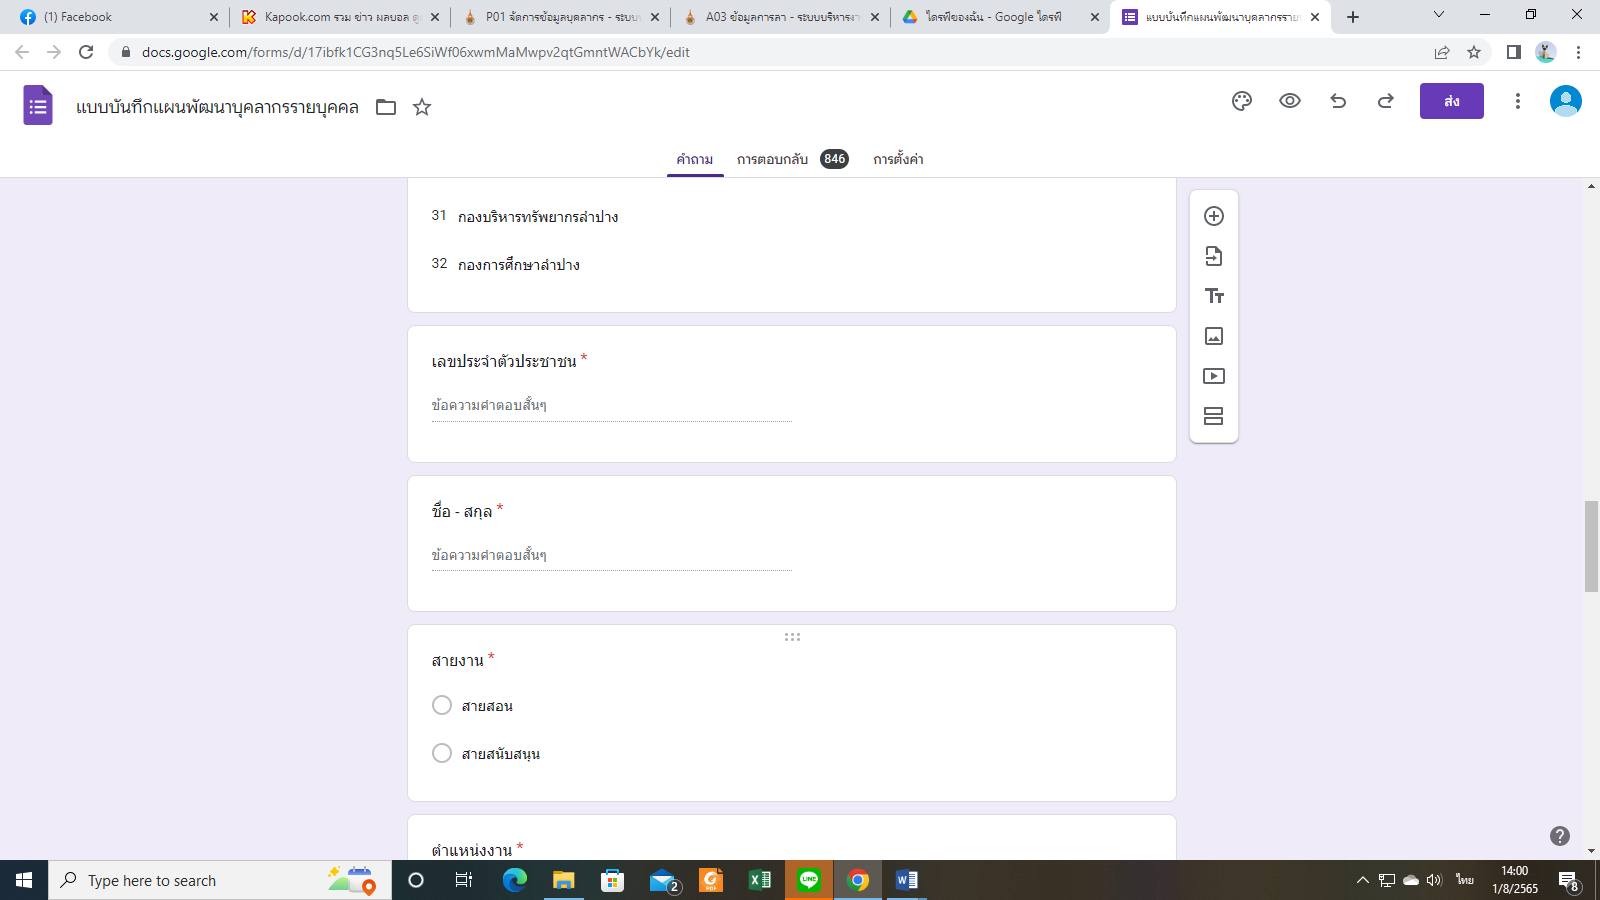 (1) Facebook
Kapook.com รวม ข่าว ผลบอล
P01 จัดการข้อมูลบุคลากร - ระบบ
A03 ข้อมูลการลา - ระบบบริหาร
ไดรฟ์ของฉัน - Google ไดรฟ์
แบบบันทึกแผนพัฒนาบุคลากรราย
docs.google.com/forms/d/17ibfk1CG3nq5Le6SiWf06xwmMaMwpv2qtGmntWACbYk/edit
แบบบันทึกแผนพัฒนาบุคลากรรายบุคคล
ส่ง
คำถาม
การตอบกลับ 846
การตั้งค่า
31 กองบริหารทรัพยากรลำปาง
32 กองการศึกษาลำปาง
เลขประจำตัวประชาชน *
ข้อความคำตอบสั้นๆ
ชื่อ - สกุล *
ข้อความคำตอบสั้นๆ
สายงาน *
สายสอน
สายสนับสนุน
ตำแหน่งงาน *
Type here to search
2
LINE
ไทย
14:00
1/8/2565
8